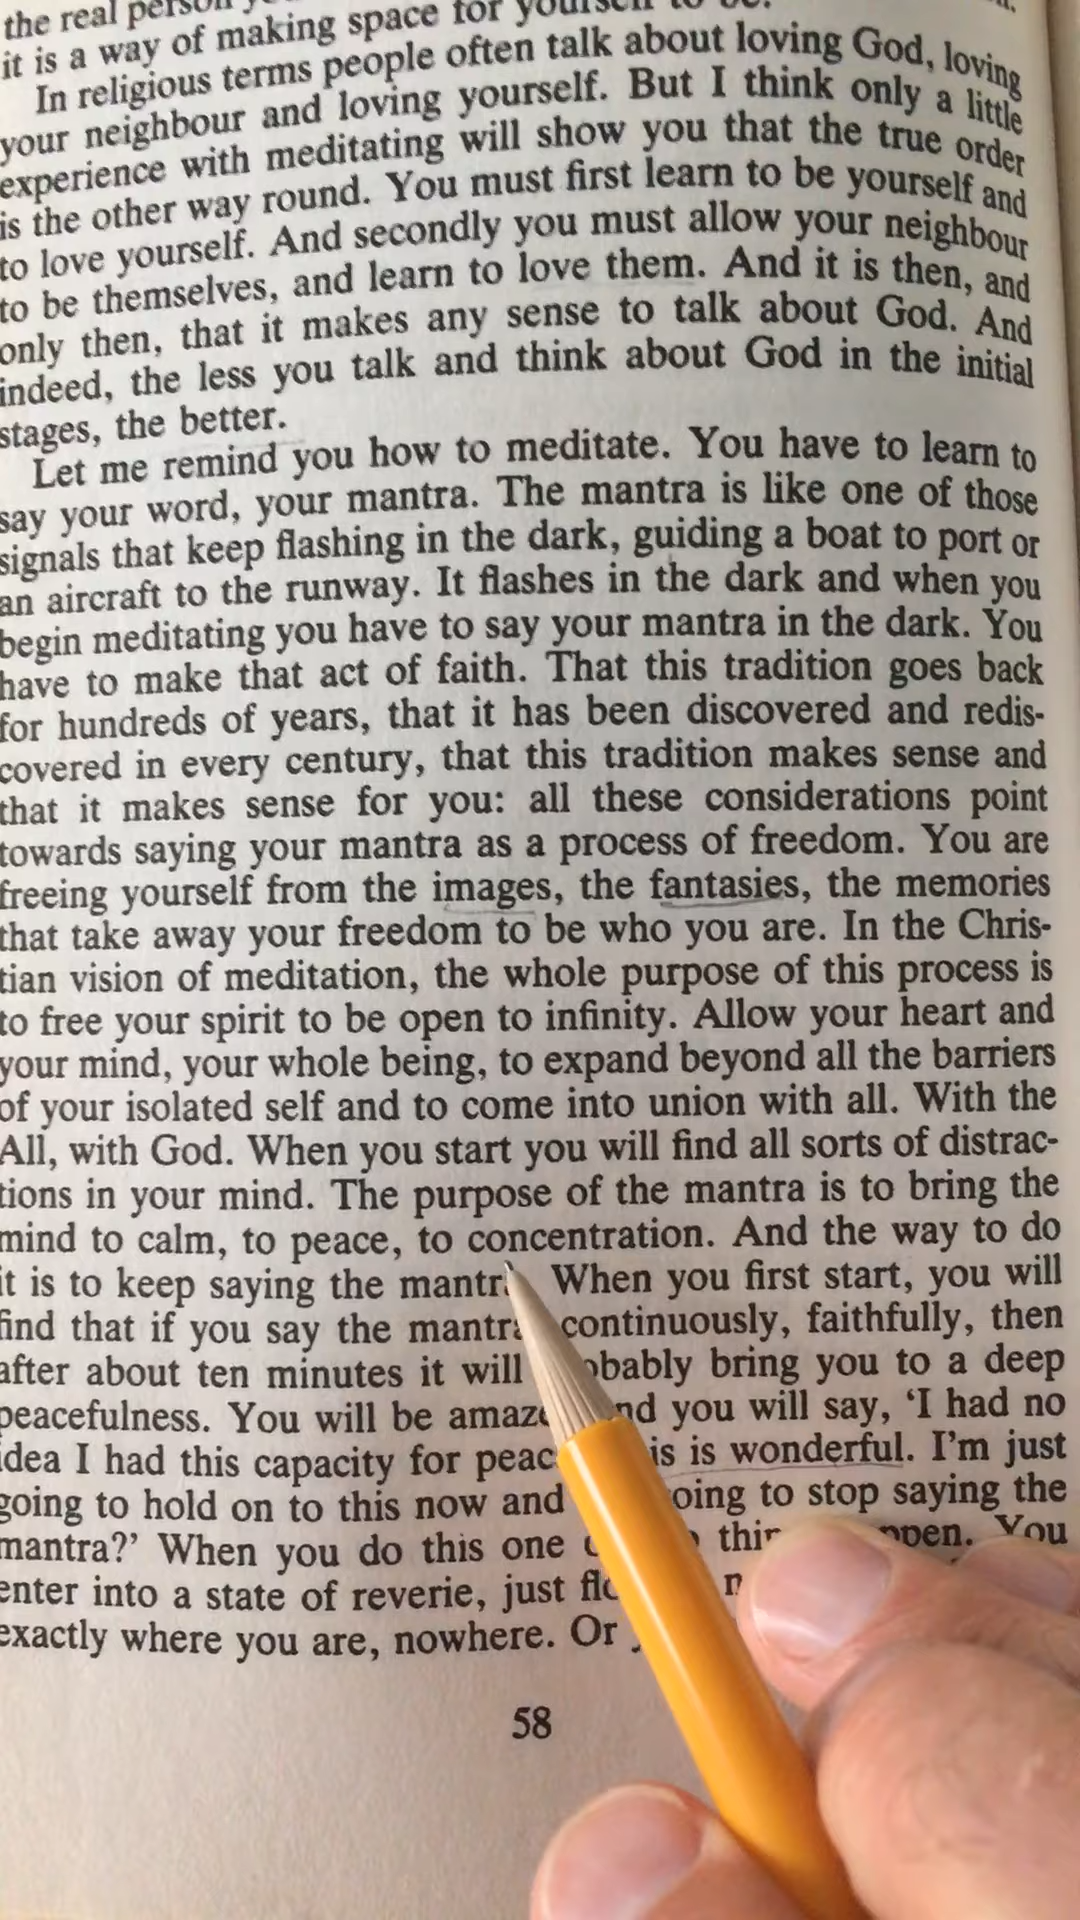 the real person
it is a way of making space for yourself to be.
In religious terms people often talk about loving God, loving
your neighbour and loving yourself. But I think only a little
experience with meditating will show you that the true order
is the other way round. You must first learn to be yourself and
to love yourself. And secondly you must allow your neighbour
to be themselves, and learn to love them. And it is then, and
only then, that it makes any sense to talk about God. And
indeed, the less you talk and think about God in the initial
stages, the better.
Let me remind you how to meditate. You have to learn to
say your word, your mantra. The mantra is like one of those
signals that keep flashing in the dark, guiding a boat to port or
an aircraft to the runway. It flashes in the dark and when you
begin meditating you have to say your mantra in the dark. You
have to make that act of faith. That this tradition goes back
for hundreds of years, that it has been discovered and redis-
covered in every century, that this tradition makes sense and
that it makes sense for you: all these considerations point
towards saying your mantra as a process of freedom. You are
freeing yourself from the images, the fantasies, the memories
that take away your freedom to be who you are. In the Chris-
tian vision of meditation, the whole purpose of this process is
to free your spirit to be open to infinity. Allow your heart and
your mind, your whole being, to expand beyond all the barriers
of your isolated self and to come into union with all. With the
All, with God. When you start you will find all sorts of distrac-
tions in your mind. The purpose of the mantra is to bring the
mind to calm, to peace, to concentration. And the way to do
it is to keep saying the mantra. When you first start, you will
find that if you say the mantra continuously, faithfully, then
after about ten minutes it will probably bring you to a deep
peacefulness. You will be amazed and you will say, ‘I had no
idea I had this capacity for is is wonderful. I'm just
going to hold on to this now and going to stop saying the
mantra?’ When you do this one You
enter into a state of reverie, just
exactly where you are, nowhere. Or
58